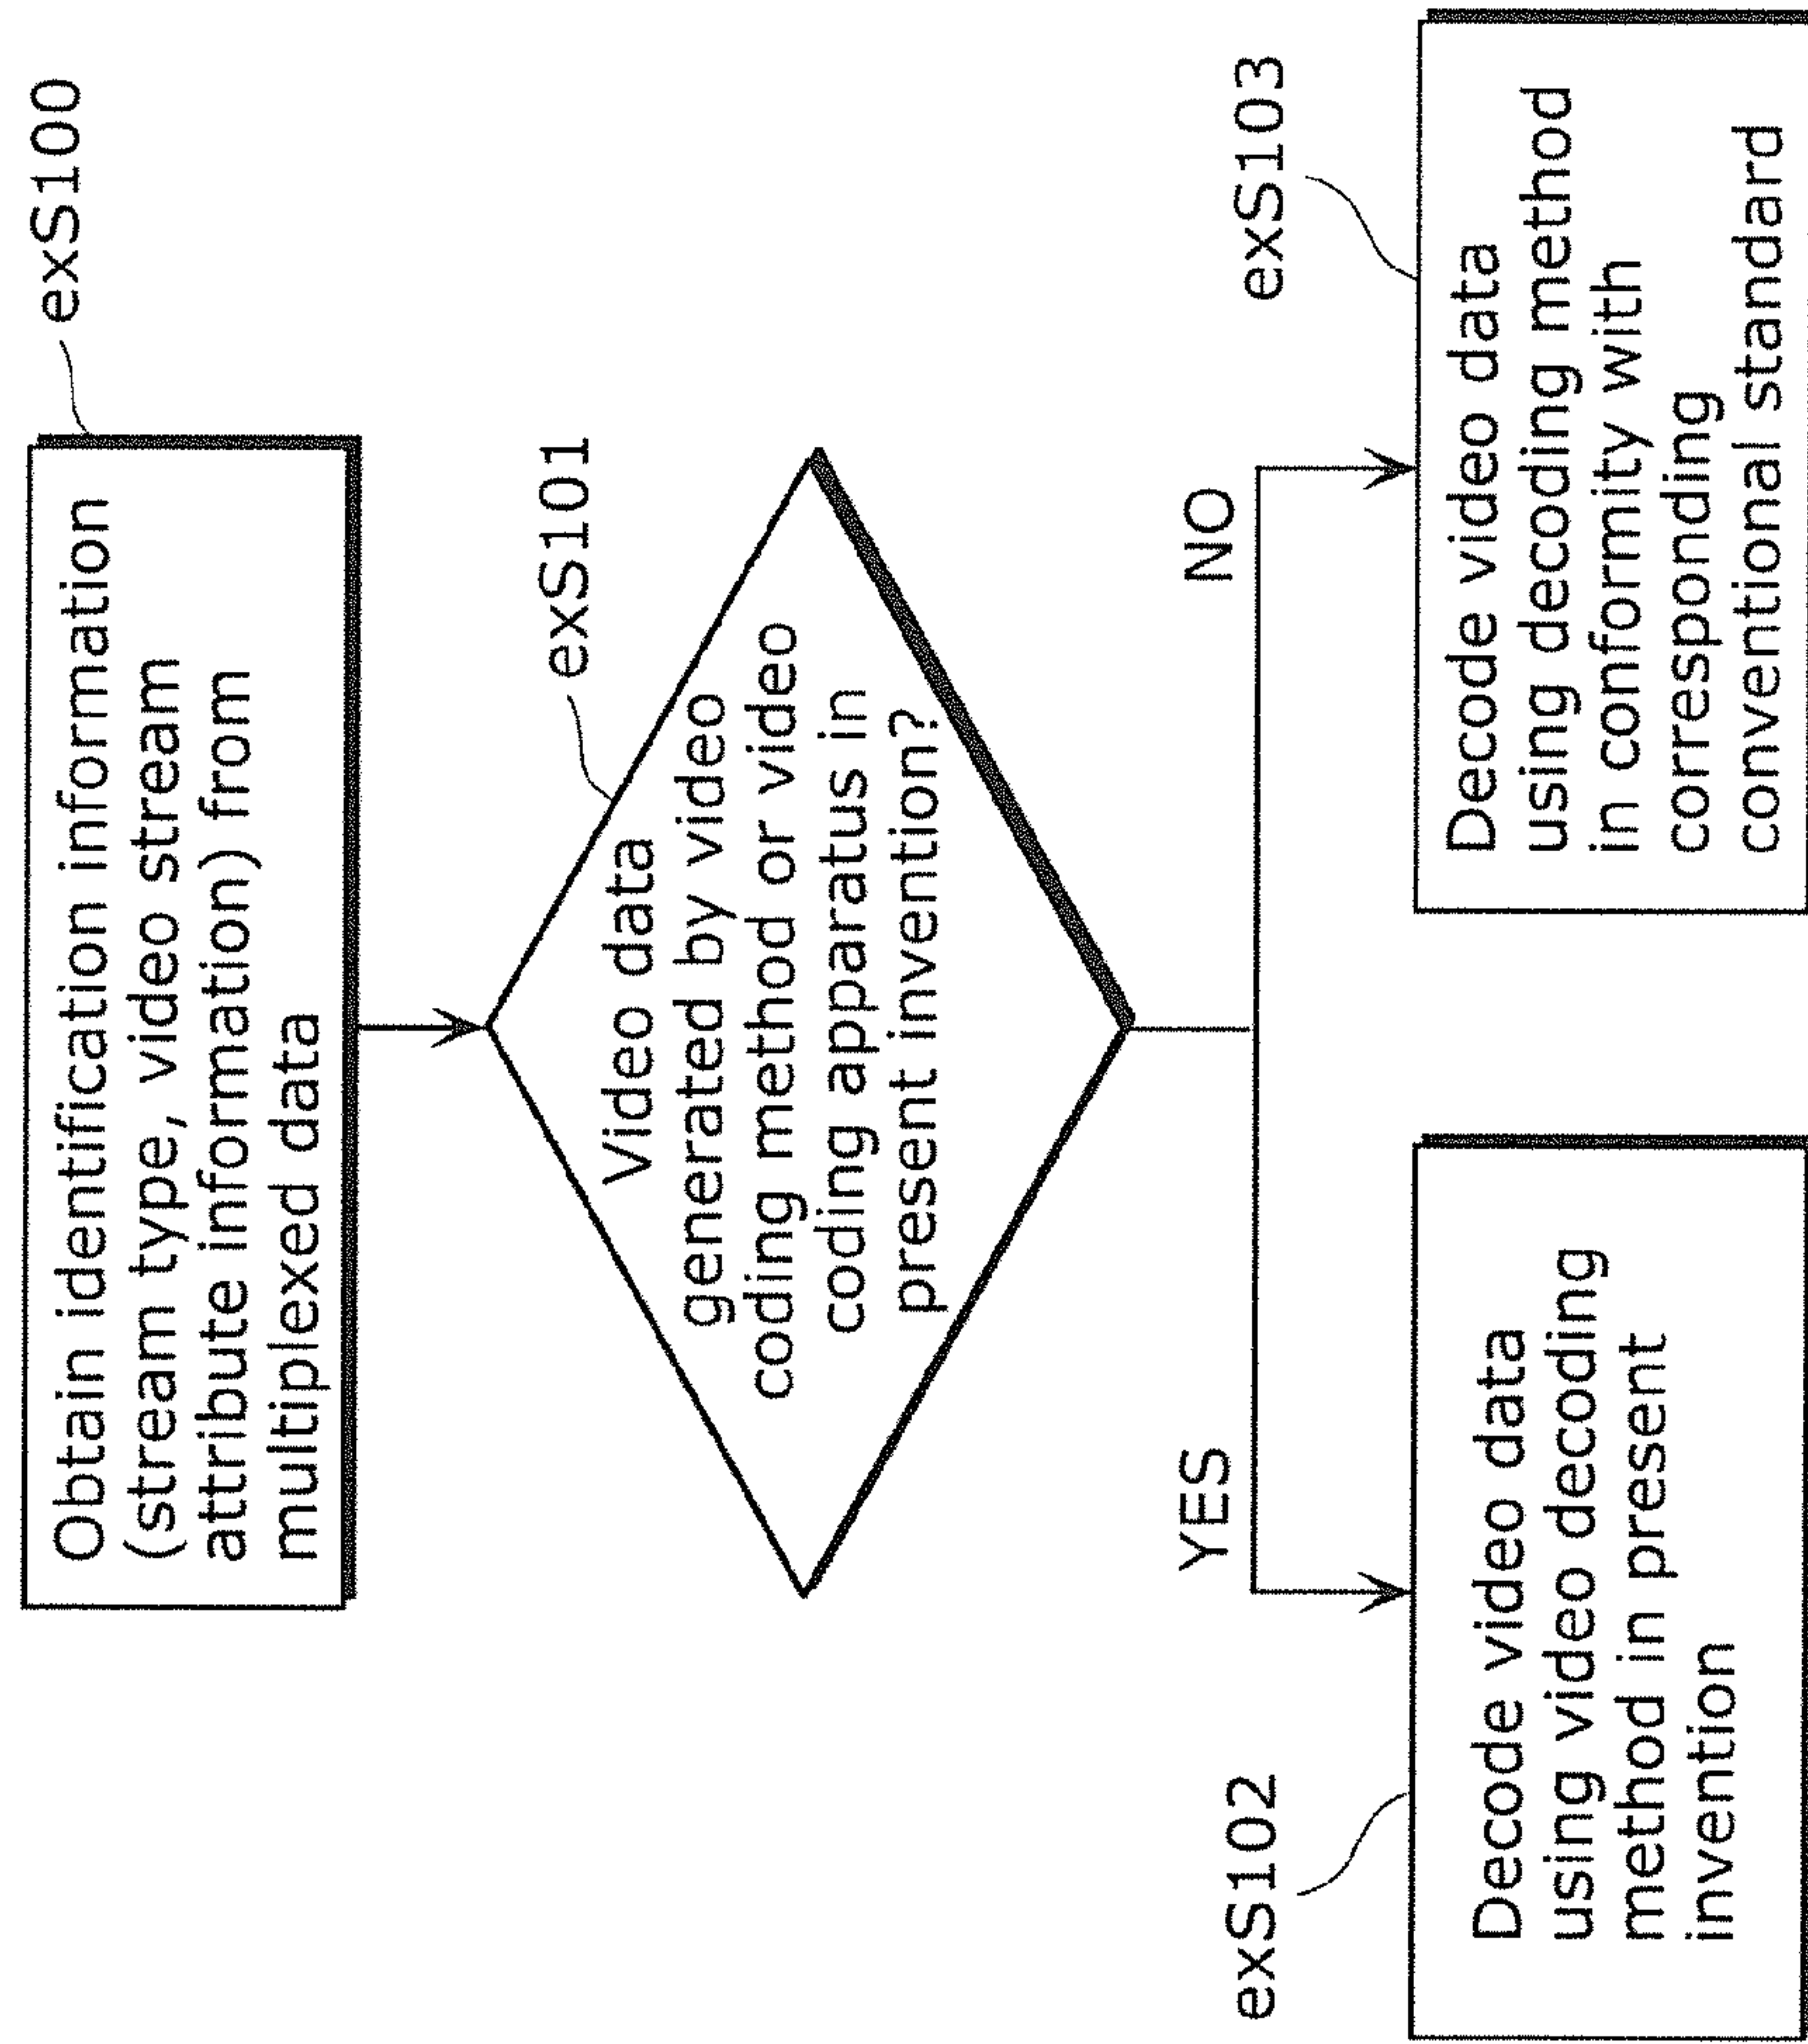 exS100
Obtain identification information
(stream type, video stream
attribute information) from
multiplexed data
exS101
Video data
generated by video
coding method or video
coding apparatus in
present invention?
YES
NO
exS102
Decode video data
using video decoding
method in present
invention
exS103
Decode video data
using decoding method
in conformity with
corresponding
conventional standard